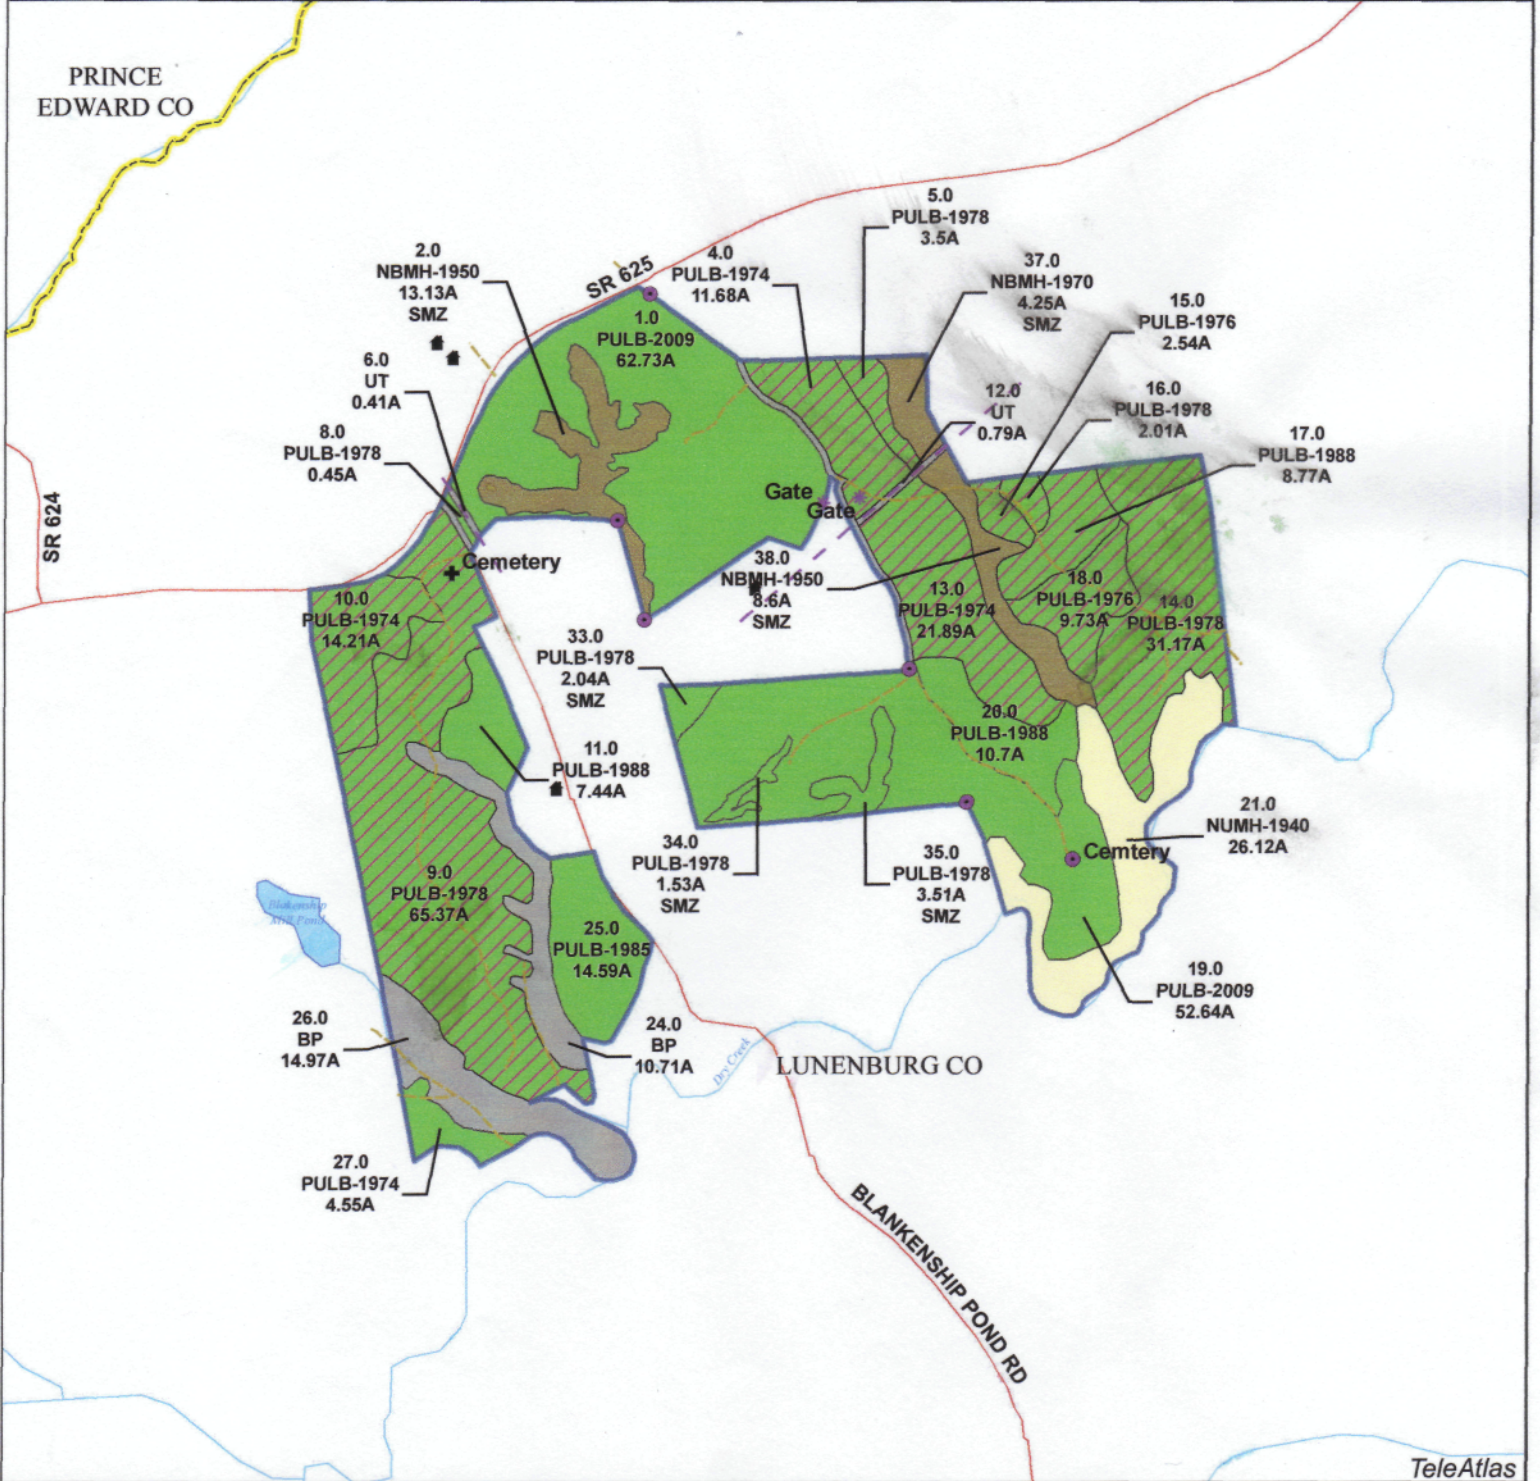 PRINCE
EDWARD CO
5.0
PULB-1978
3.5A
2.0
NBMH-1950
13.13A
SMZ
SR 625
4.0
PULB-1974
11.68A
37.0
NBMH-1970
4.25A
SMZ
15.0
PULB-1976
2.54A
1.0
PULB-2009
62.73A
6.0
UT
0.41A
12.0
UT
0.79A
16.0
PULB-1978
2.01A
8.0
PULB-1978
0.45A
17.0
PULB-1988
8.77A
SR 624
Gate
Gate
Cemetery
38.0
NBMH-1950
8.6A
SMZ
10.0
PULB-1974
14.21A
13.0
PULB-1974
21.89A
18.0
PULB-1976
9.73A
14.0
PULB-1978
31.17A
33.0
PULB-1978
2.04A
SMZ
20.0
PULB-1988
10.7A
11.0
PULB-1988
7.44A
21.0
NUMH-1940
26.12A
34.0
PULB-1978
1.53A
SMZ
35.0
PULB-1978
3.51A
SMZ
Cemtery
9.0
PULB-1978
65.37A
Blakenship
Mill Pond
25.0
PULB-1985
14.59A
19.0
PULB-2009
52.64A
26.0
BP
14.97A
24.0
BP
10.71A
Dry Creek
LUNENBURG CO
27.0
PULB-1974
4.55A
BLANKENSHIP POND RD
TeleAtlas